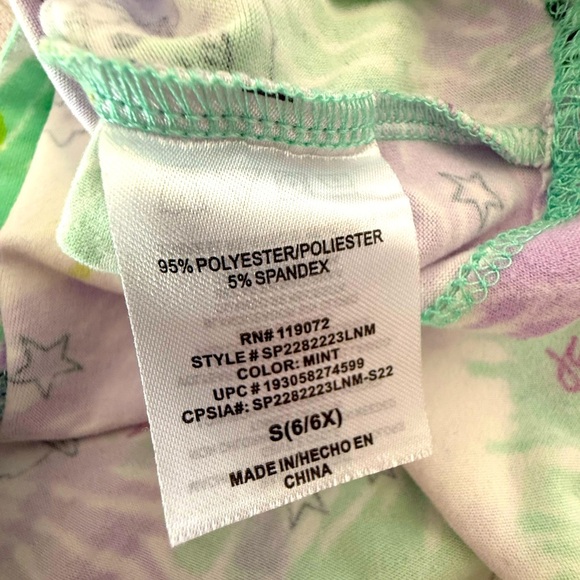 95% POLYESTER/POLIESTER
5% SPANDEX
RN# 119072
STYLE # SP2282223LNM
COLOR: MINT
UPC # 193058274599
CPSIA#: SP2282223LNM-S22
S(6/6X)
MADE IN/HECHO EN
CHINA